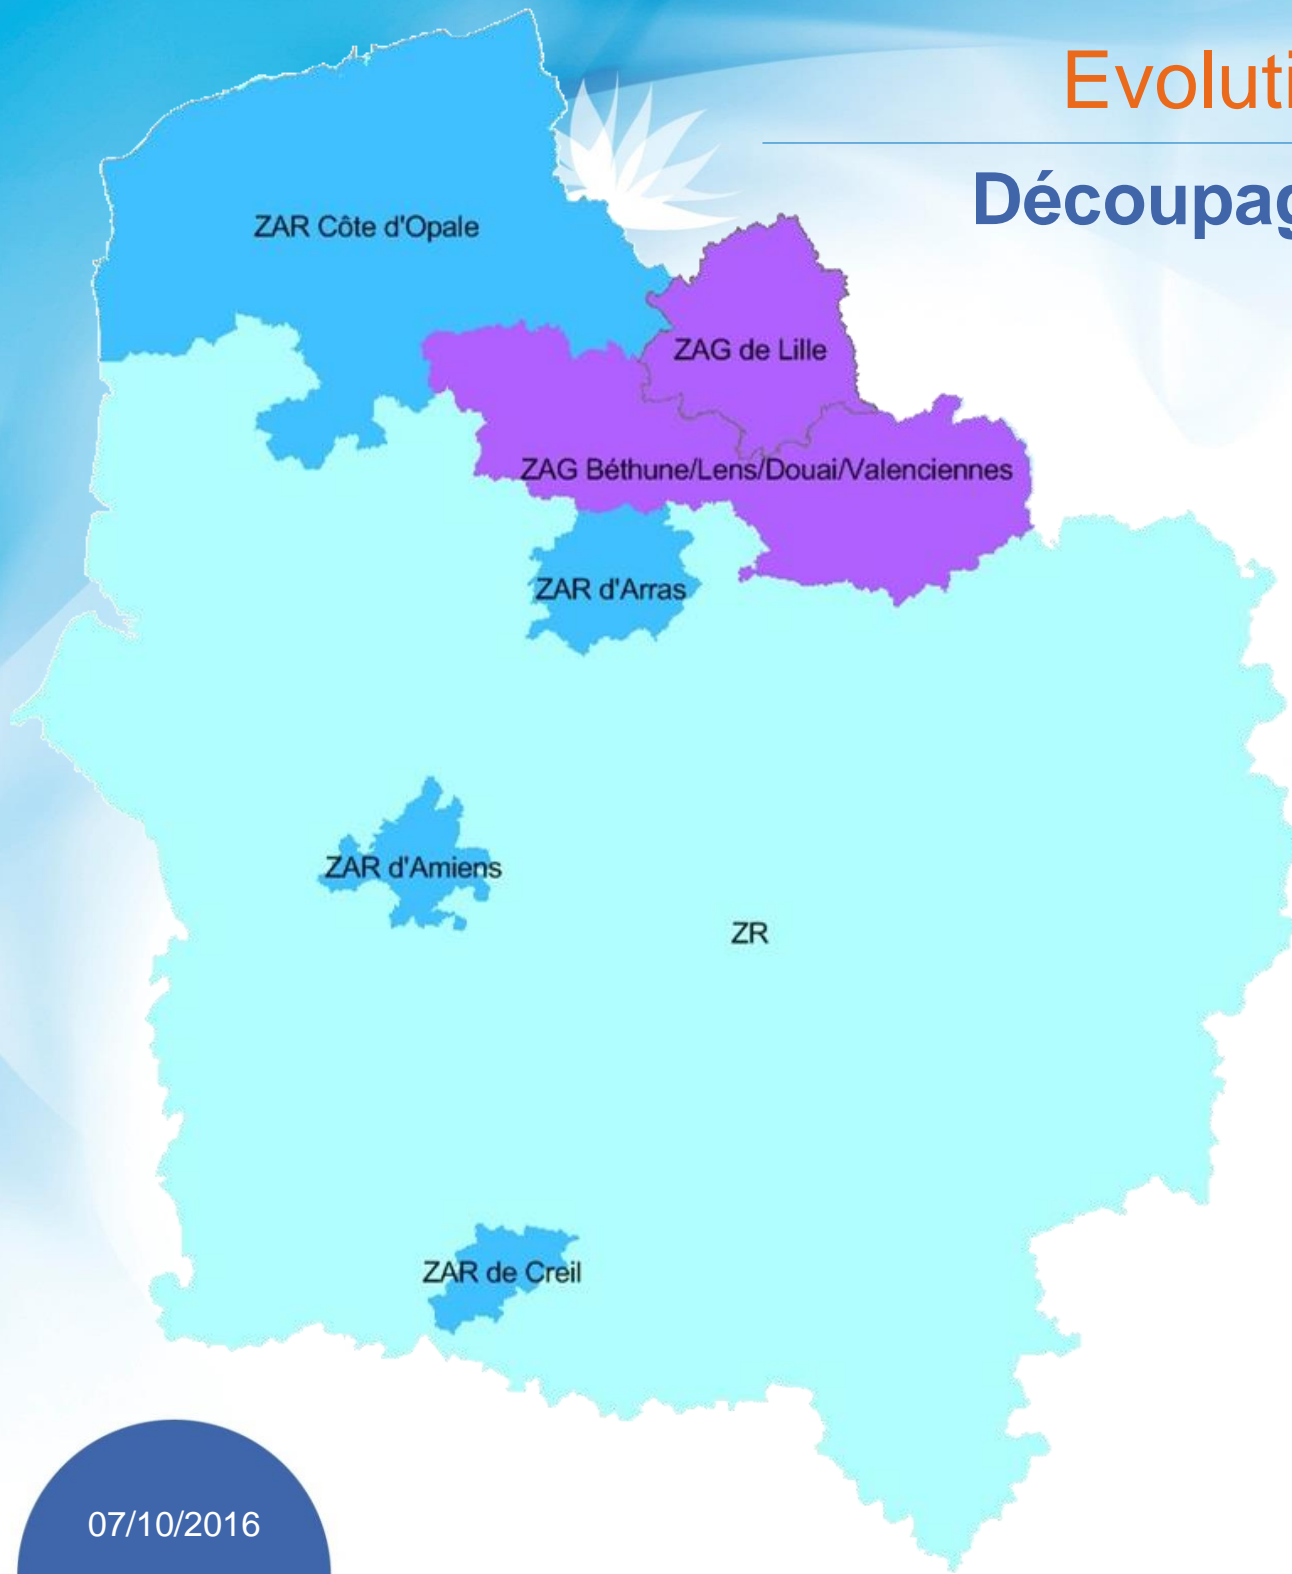 Evoluti
Découpag
ZAR Côte d'Opale
ZAG de Lille
ZAG Béthune/Lens/Douai/Valenciennes
ZAR d'Arras
ZAR d'Amiens
ZR
ZAR de Creil
07/10/2016